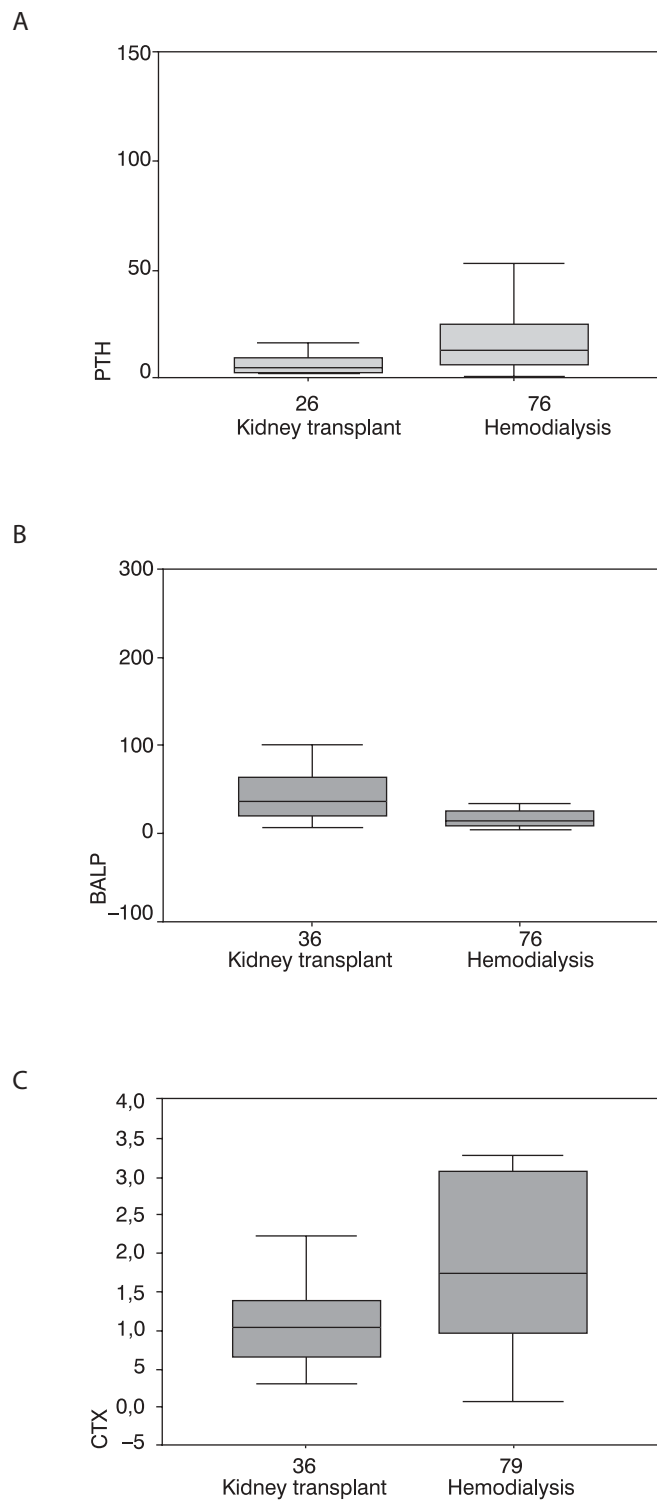 A
150
100
50
0
PTH
26 76
Kidney transplant Hemodialysis
B
300
200
100
0
–100
BALP
36 76
Kidney transplant Hemodialysis
C
4,0
3,5
3,0
2,5
2,0
1,5
1,0
5
0,0
–5
CTX
36 79
Kidney transplant Hemodialysis